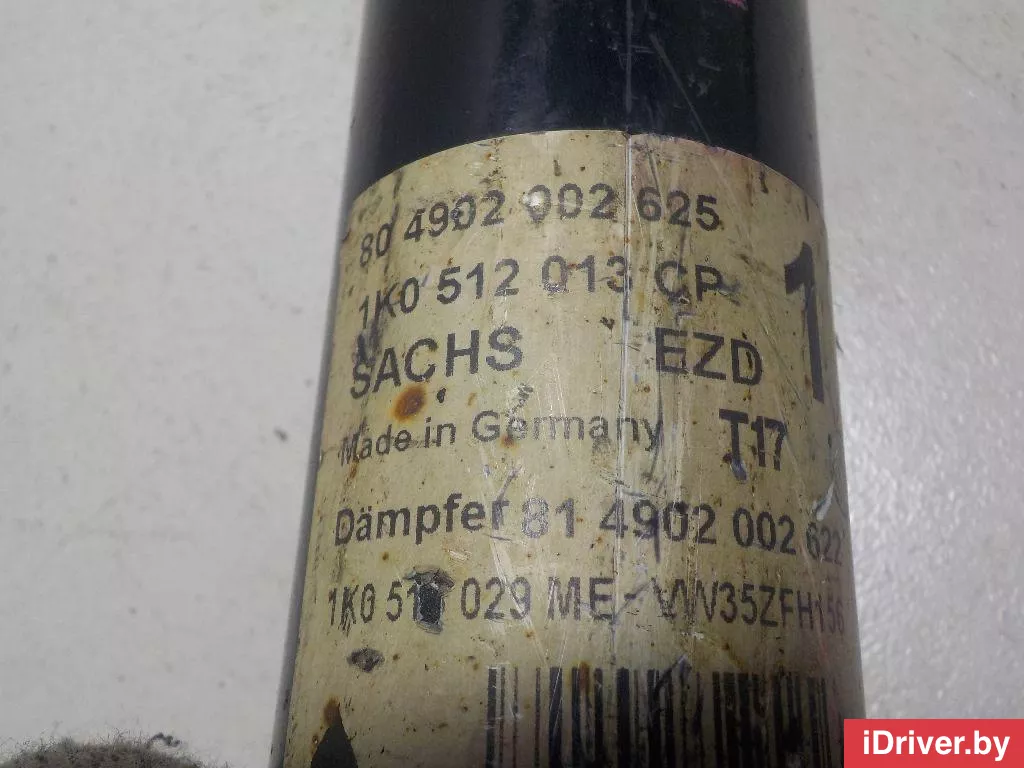 80 4902 002 625
1K0 512 013 CP
SACHS EZD
Made in Germany T17
Dämpfer 81 4902 002 622
029 ME
iDriver.by